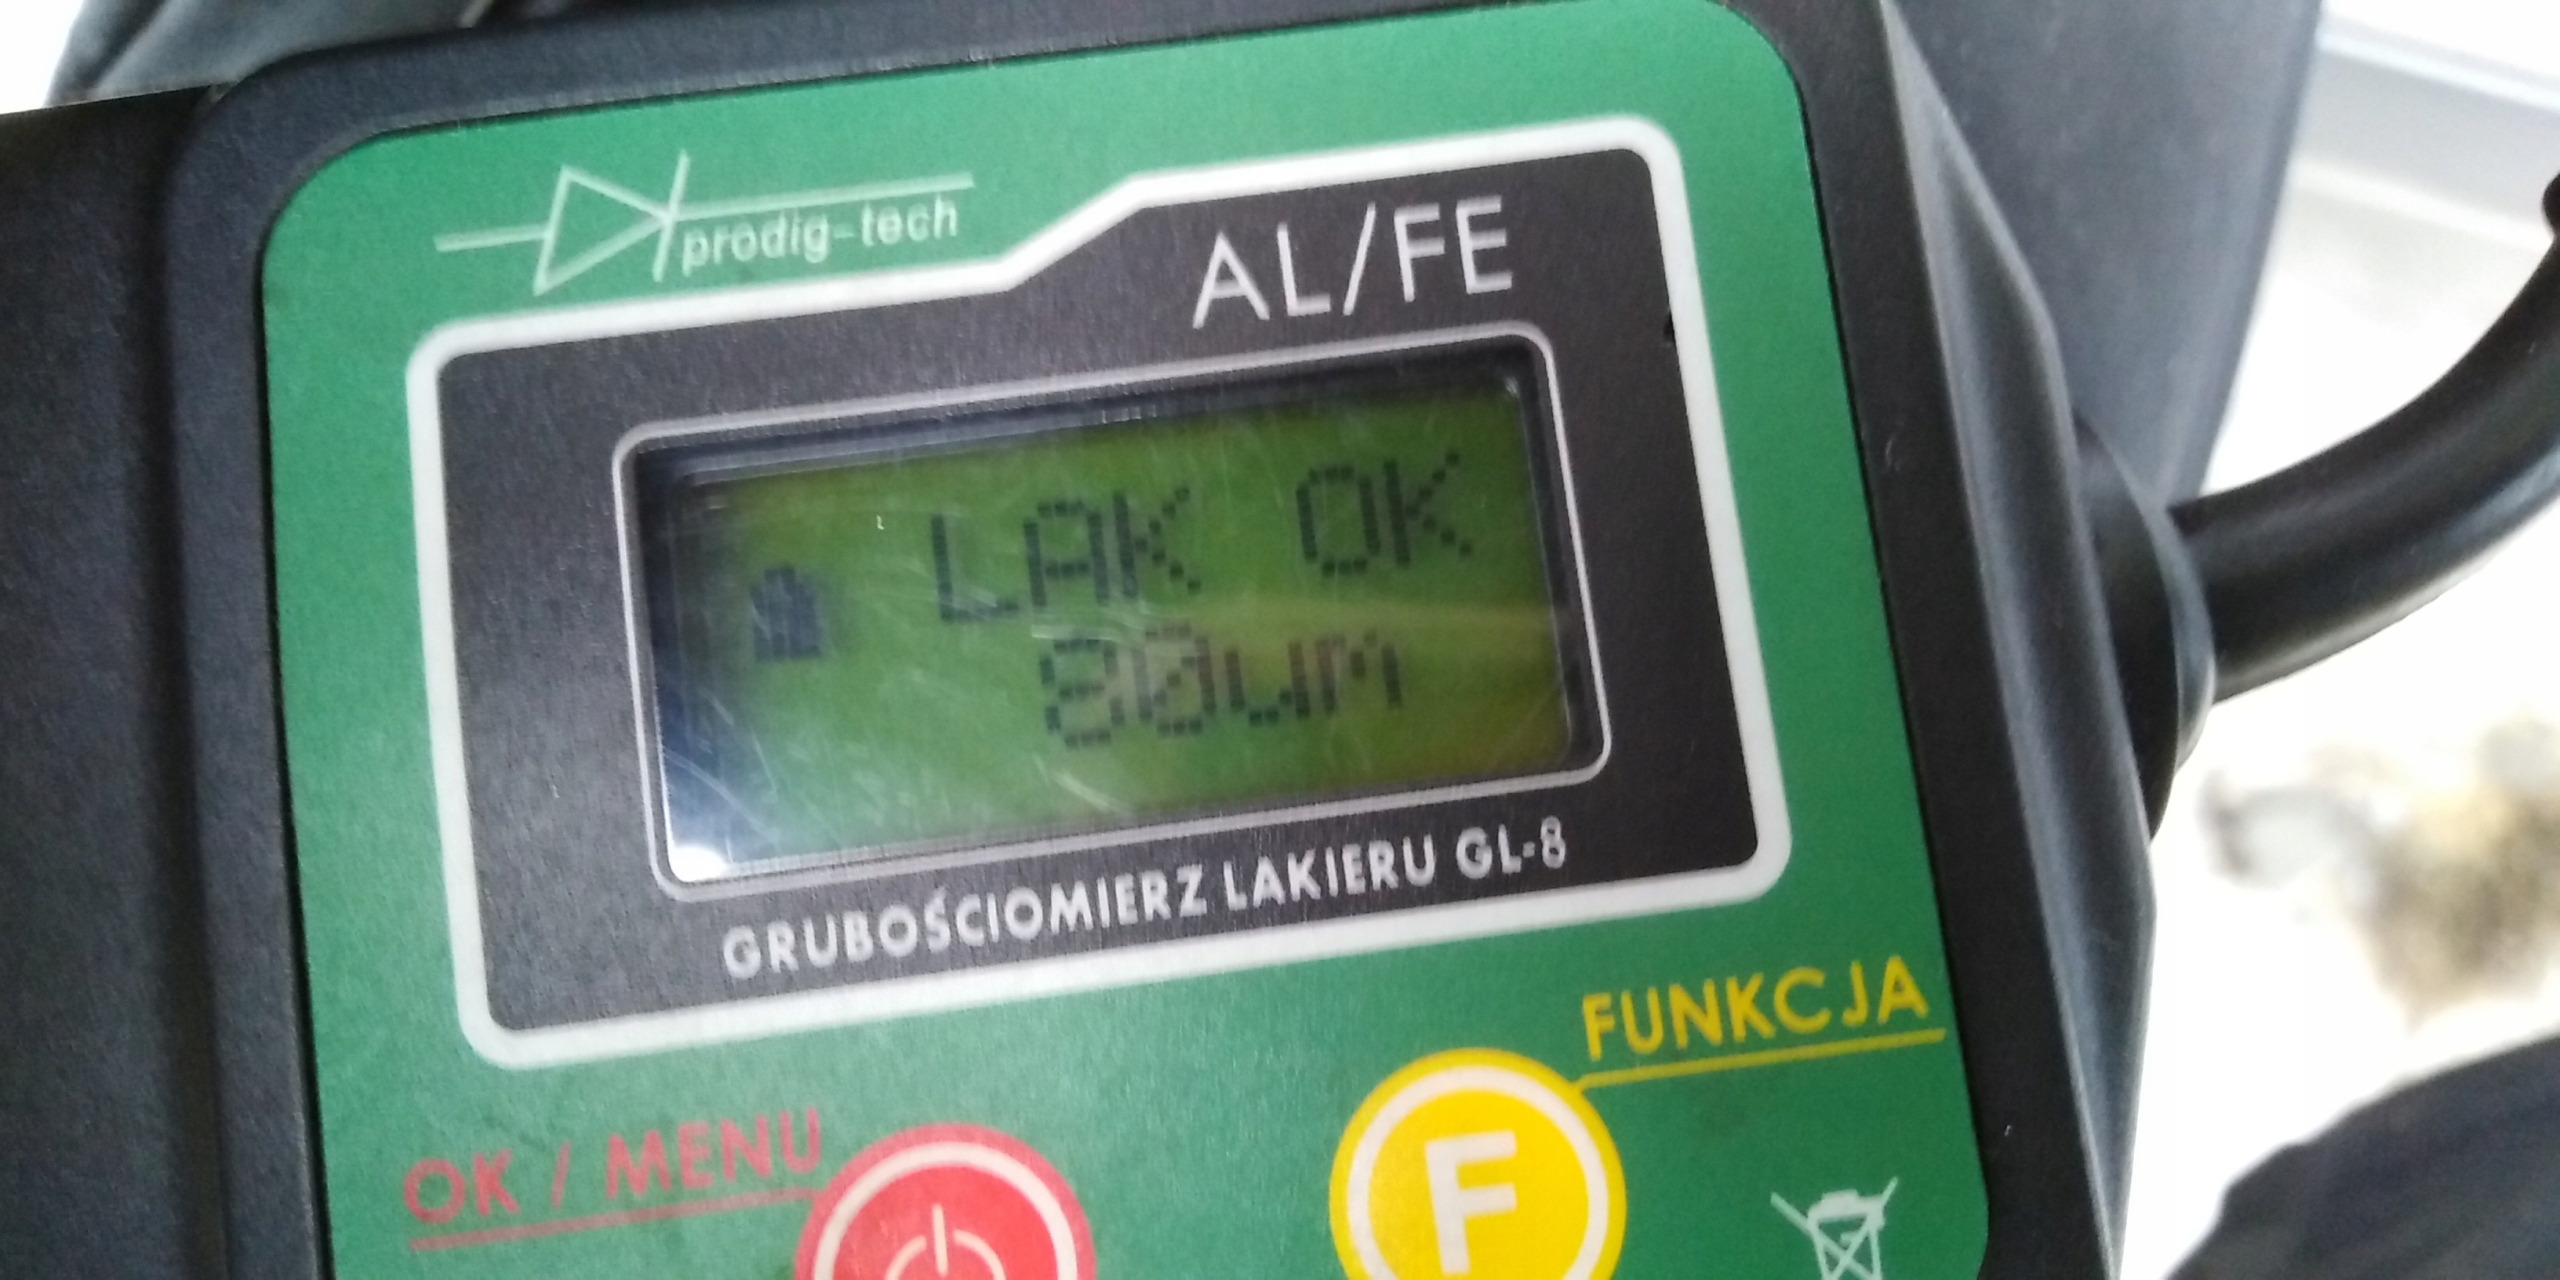 prodig-tech
AL/FE
LAK OK
80um
GRUBOŚCIOMIERZ LAKIERU GL-8
FUNKCJA
OK / MENU
F